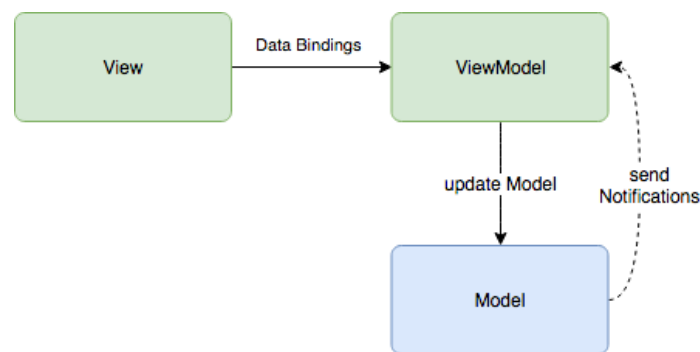 Data Bindings
View
ViewModel
update Model
send
Notifications
Model